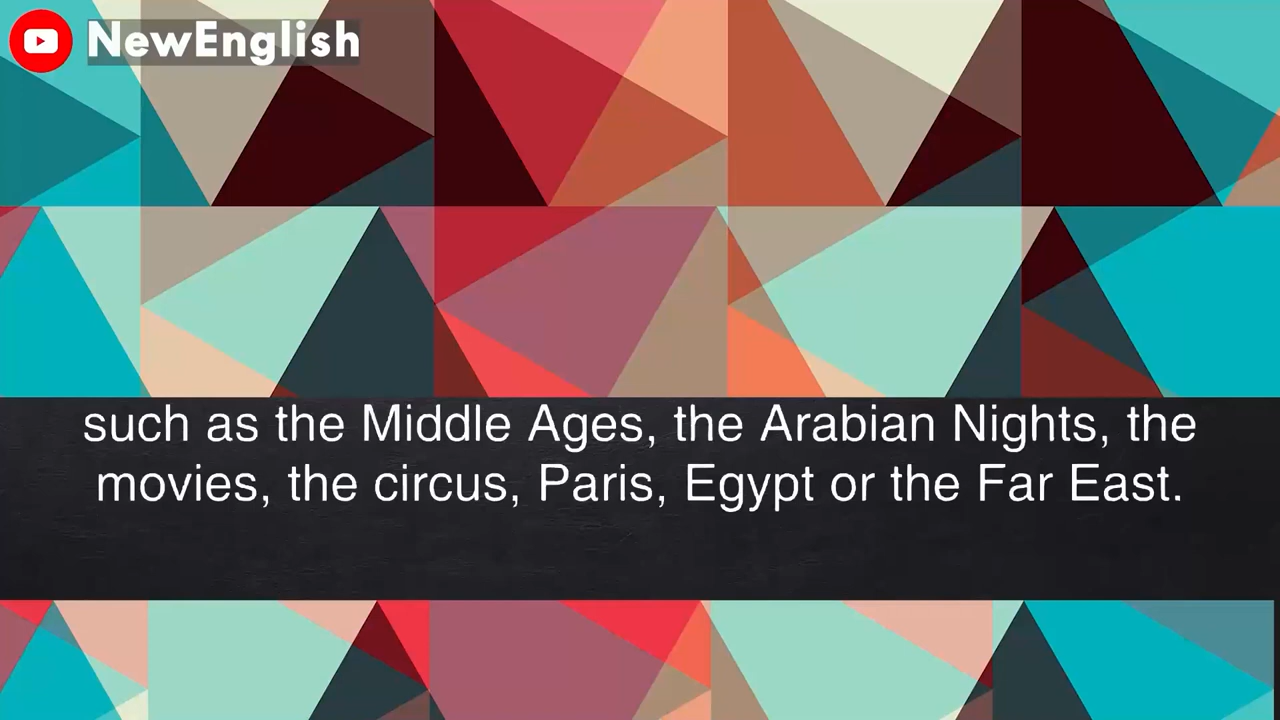 NewEnglish
such as the Middle Ages, the Arabian Nights, the
movies, the circus, Paris, Egypt or the Far East.